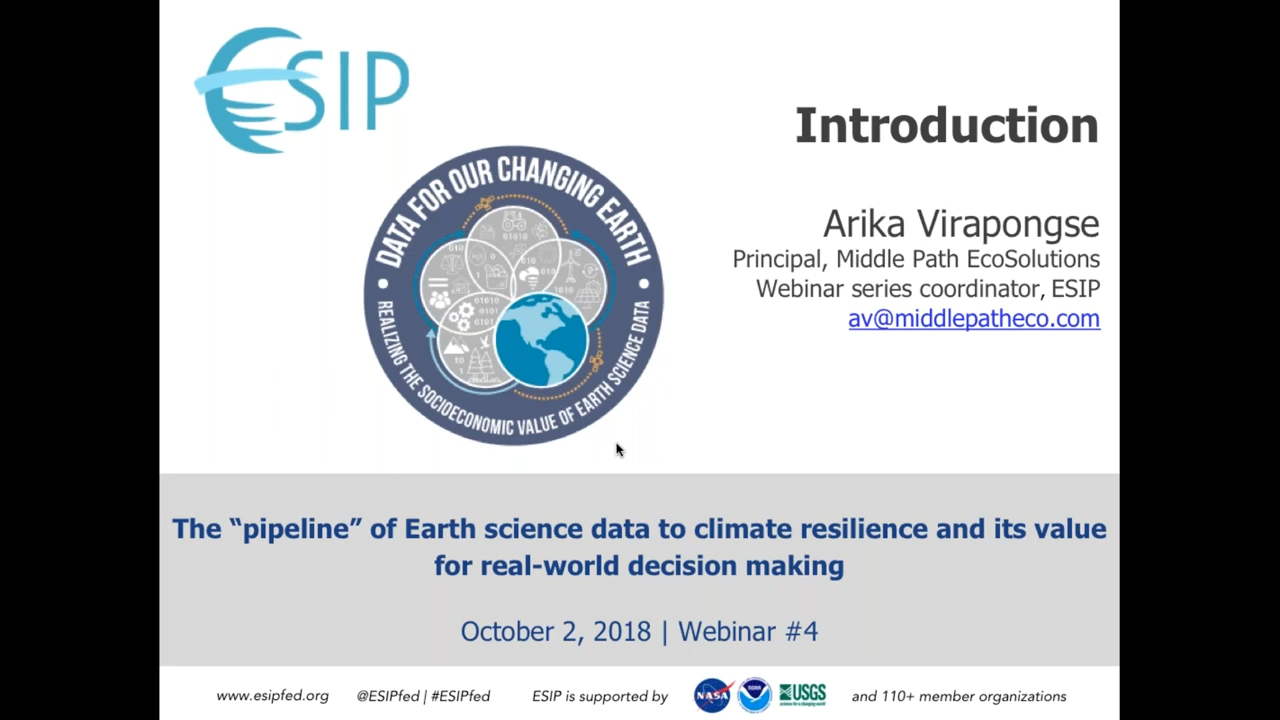 ESIP
Introduction
DATA FOR OUR CHANGING EARTH
REALIZING THE SOCIOECONOMIC VALUE OF EARTH SCIENCE DATA
Arika Virapongse
Principal, Middle Path EcoSolutions
Webinar series coordinator, ESIP
av@middlepatheco.com
The “pipeline” of Earth science data to climate resilience and its value
for real-world decision making
October 2, 2018 | Webinar #4
www.esipfed.org @ESIPfed | #ESIPfed ESIP is supported by NASA NOAA USGS and 110+ member organizations